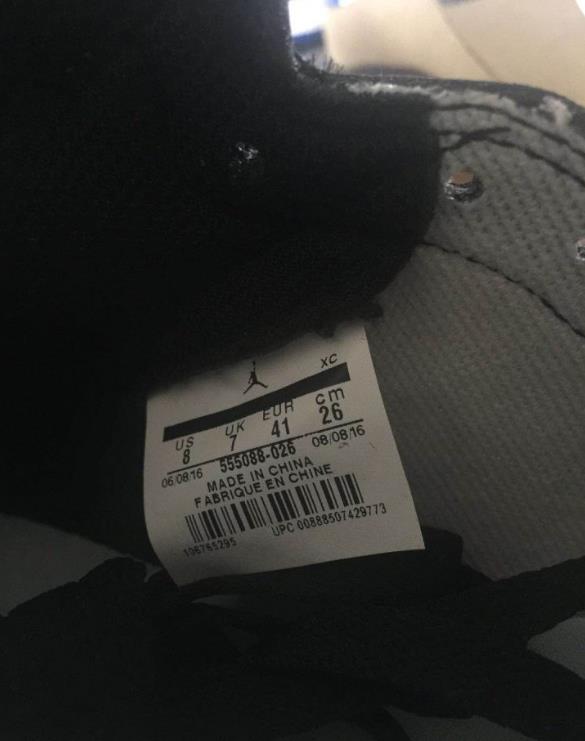 XC
US UK EUR cm
8 7 41 26
06/08/16 555088-026 08/08/16
MADE IN CHINA
FABRIQUE EN CHINE
106765295 UPC 00888507429773